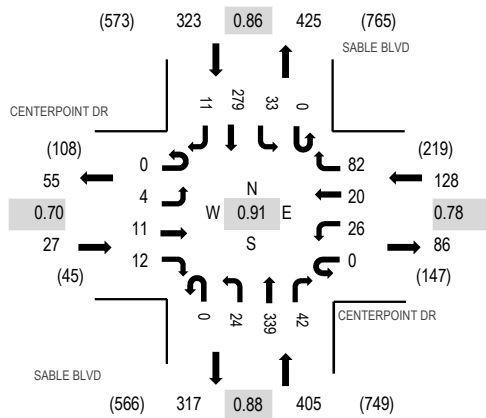 (573) 323 0.86 425 (765)
SABLE BLVD
11 279 33 0
CENTERPOINT DR
(108) 0 82 (219)
55 4 20 128
N
0.70 W 0.91 E 0.78
S
27 11 26 86
(45) 12 0 (147)
0 24 339 42
CENTERPOINT DR
SABLE BLVD
(566) 317 0.88 405 (749)